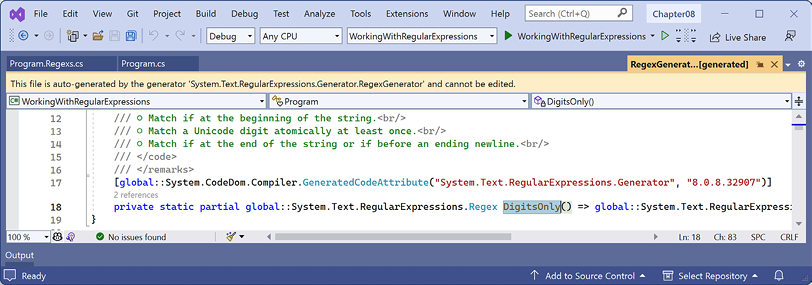 File Edit View Git Project Build Debug Test Analyze Tools Extensions Window Help Search (Ctrl+Q) Chapter08
Debug Any CPU WorkingWithRegularExpressions WorkingWithRegularExpressions Live Share
Program.Regexs.cs Program.cs RegexGenerat...[generated]
This file is auto-generated by the generator 'System.Text.RegularExpressions.Generator.RegexGenerator' and cannot be edited.
WorkingWithRegularExpressions Program DigitsOnly()
12 /// ○ Match if at the beginning of the string.<br/>
13 /// ○ Match a Unicode digit atomically at least once.<br/>
14 /// ○ Match if at the end of the string or if before an ending newline.<br/>
15 /// </code>
16 /// </remarks>
17 [global::System.CodeDom.Compiler.GeneratedCodeAttribute("System.Text.RegularExpressions.Generator", "8.0.8.32907")]
2 references
18 private static partial global::System.Text.RegularExpressions.Regex DigitsOnly() => global::System.Text.RegularExpressi
19 }
100 % No issues found Ln: 18 Ch: 83 SPC CRLF
Output
Ready Add to Source Control Select Repository